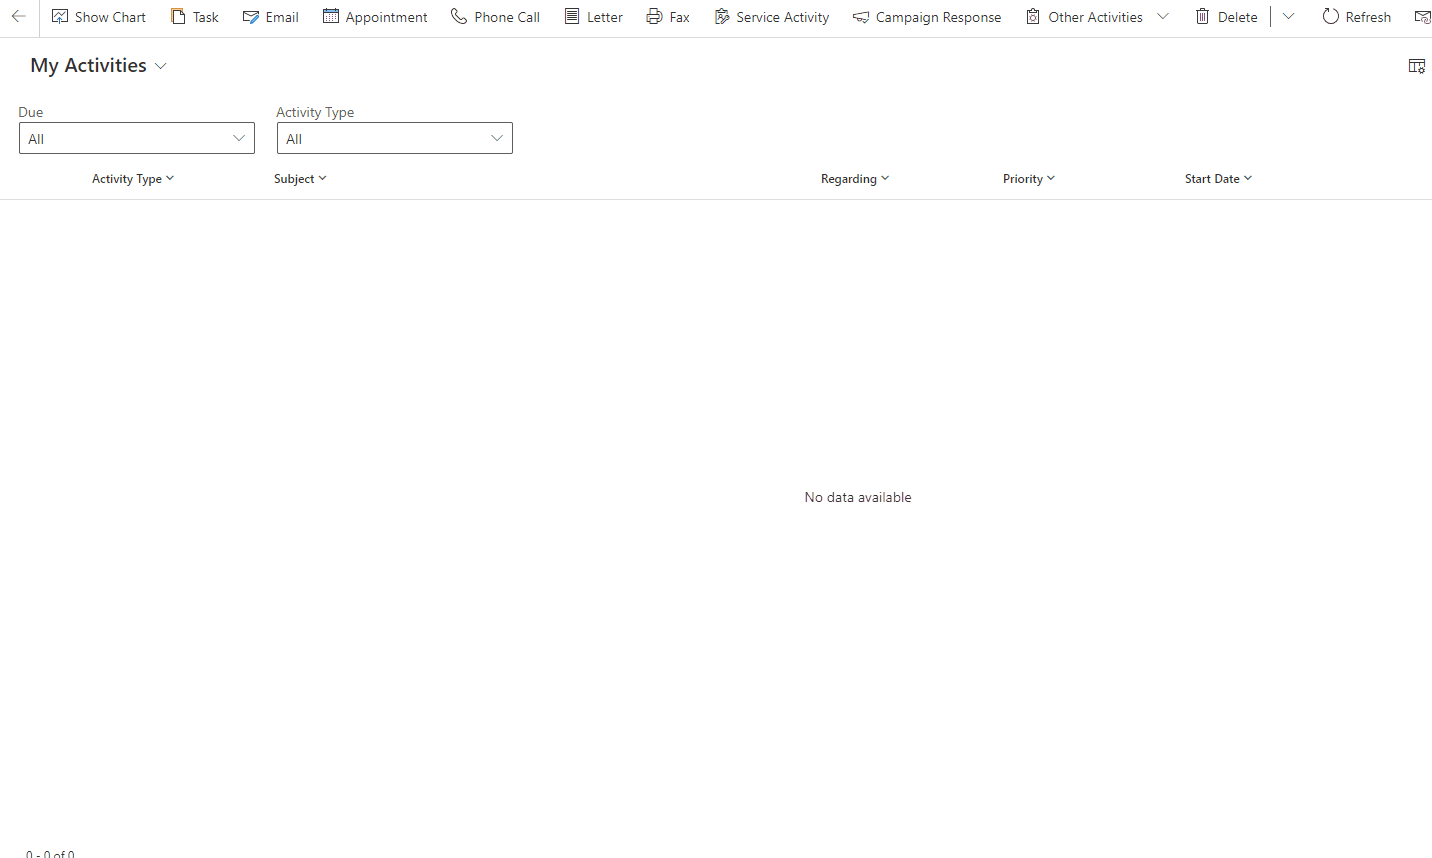 Show Chart Task Email Appointment Phone Call Letter Fax Service Activity Campaign Response Other Activities Delete Refresh
My Activities
Due Activity Type
All All
Activity Type Subject Regarding Priority Start Date
No data available
0 - 0 of 0